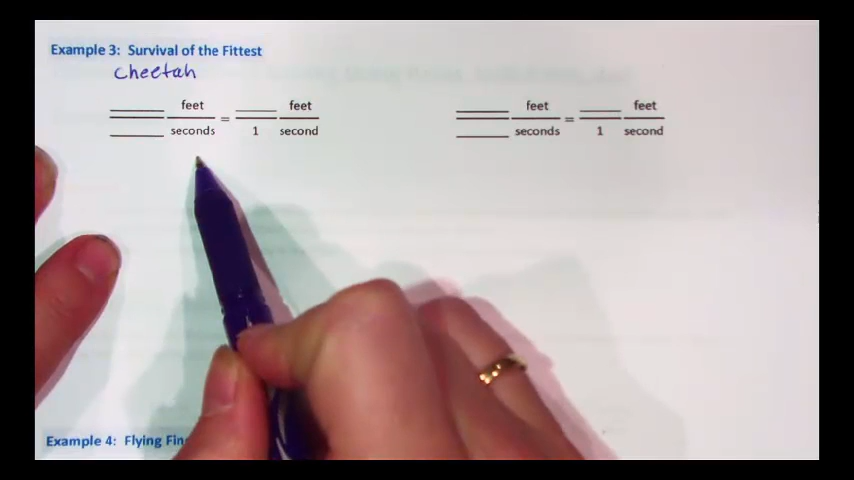 Example 3: Survival of the Fittest
cheetah
feet feet feet feet
seconds = 1 second seconds = 1 second
Example 4: Flying Fin